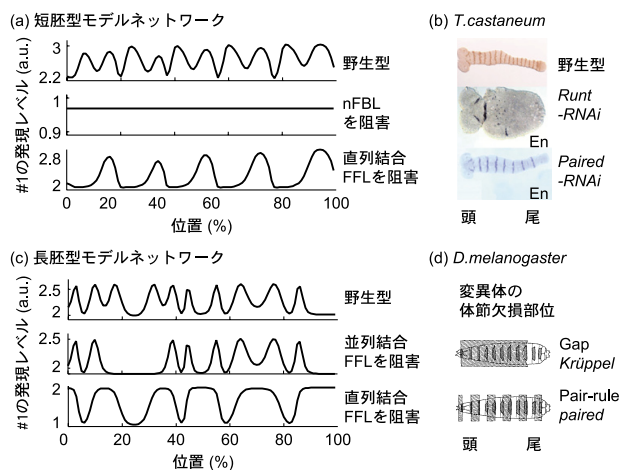 (a) 短胚型モデルネットワーク
#1の発現レベル (a.u.)
3
2.2
野生型
1
0.9
nFBL
を阻害
2.8
2
直列結合
FFLを阻害
0 20 40 60 80 100
位置 (%)
(b) T.castaneum
野生型
Runt
-RNAi
En
Paired
-RNAi
En
頭 尾
(c) 長胚型モデルネットワーク
#1の発現レベル (a.u.)
2.5
2
野生型
2.5
2
並列結合
FFLを阻害
2
1
直列結合
FFLを阻害
0 20 40 60 80 100
位置 (%)
(d) D.melanogaster
変異体の
体節欠損部位
Gap
Krüppel
Pair-rule
paired
頭 尾